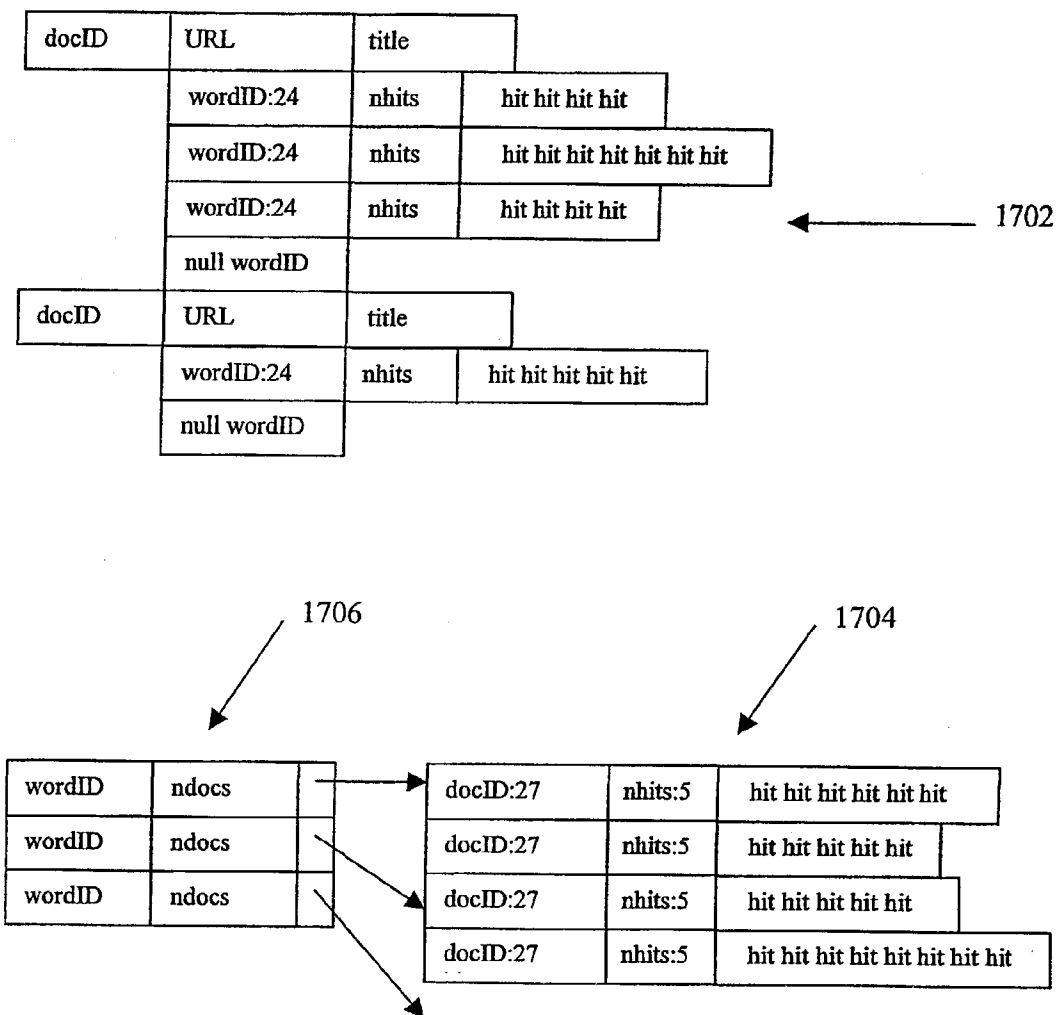 docID URL title
wordID:24 nhits hit hit hit hit
wordID:24 nhits hit hit hit hit hit hit hit
wordID:24 nhits hit hit hit hit
1702
null wordID
docID URL title
wordID:24 nhits hit hit hit hit hit
null wordID
1706 1704
wordID ndocs docID:27 nhits:5 hit hit hit hit hit hit
wordID ndocs docID:27 nhits:5 hit hit hit hit hit
wordID ndocs docID:27 nhits:5 hit hit hit hit hit
docID:27 nhits:5 hit hit hit hit hit hit hit hit